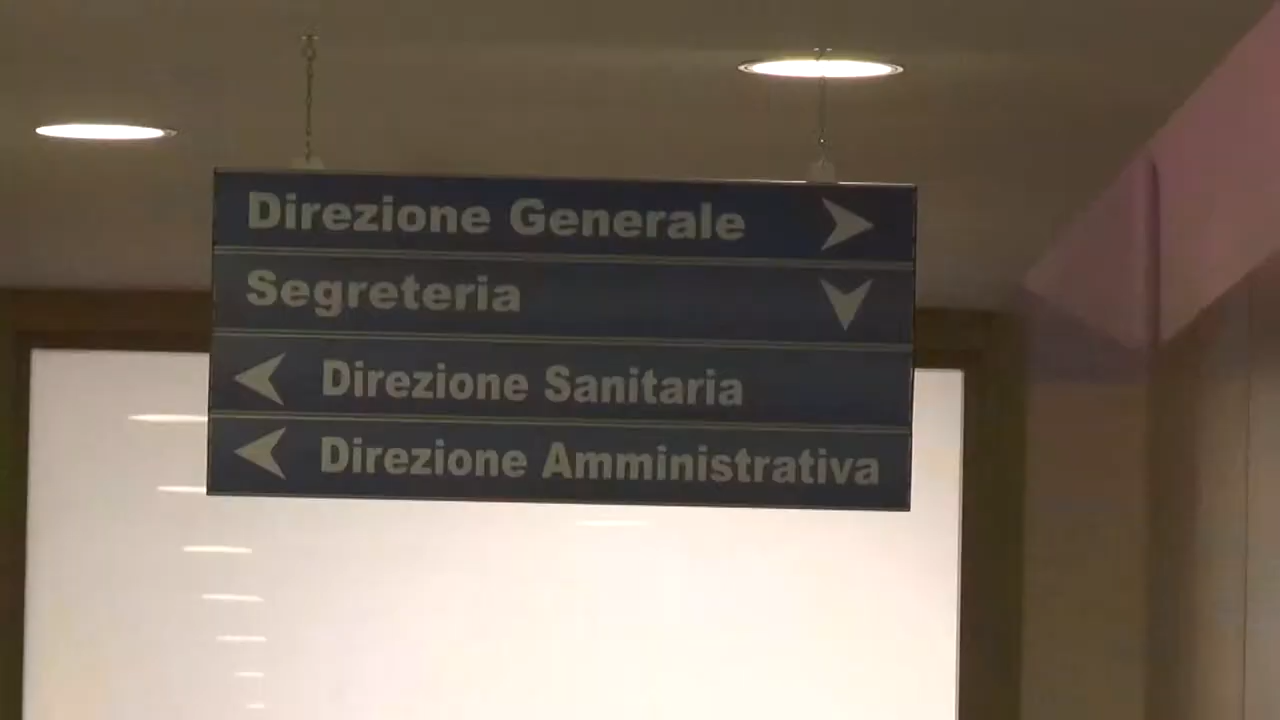 Direzione Generale
Segreteria
Direzione Sanitaria
Direzione Amministrativa